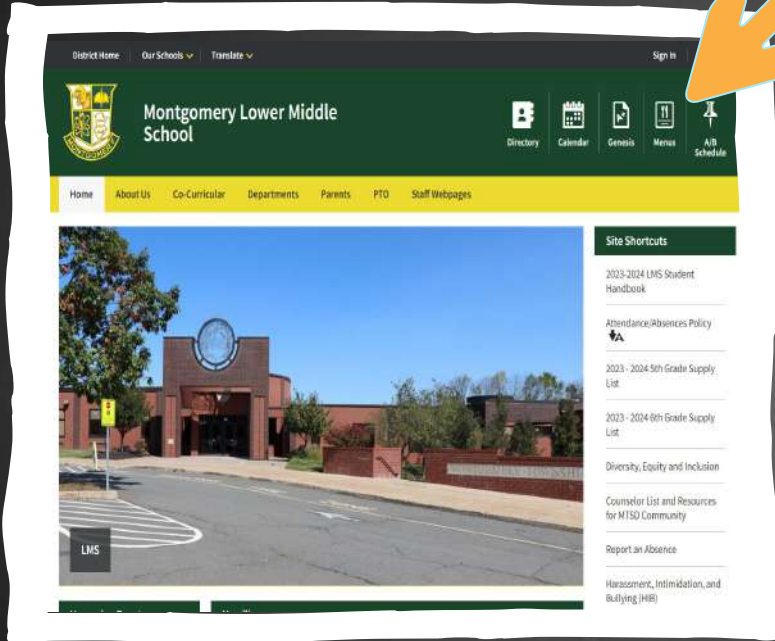 District Home Our Schools Translate Sign In
Montgomery Lower Middle
School
Directory Calendar Genesis Menus A/B
Schedule
Home About Us Co-Curricular Departments Parents PTO Staff Webpages
Site Shortcuts
2023-2024 LMS Student
Handbook
Attendance/Absences Policy
2023 - 2024 5th Grade Supply
List
2023 - 2024 6th Grade Supply
List
Diversity, Equity and Inclusion
Counselor List and Resources
for MTSD Community
Report an Absence
Harassment, Intimidation, and
Bullying (HIB)
MONTGOMERY TOWNSHIP
LMS